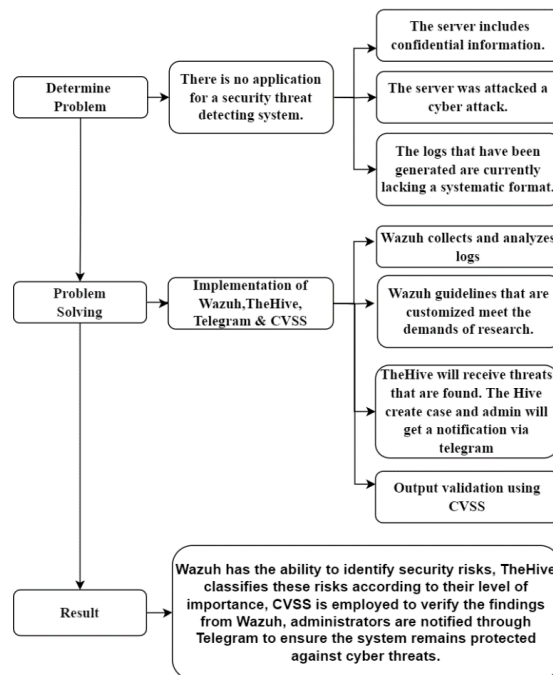 Determine
Problem
There is no application
for a security threat
detecting system.
The server includes
confidential information.
The server was attacked a
cyber attack.
The logs that have been
generated are currently
lacking a systematic format.
Problem
Solving
Implementation of
Wazuh,TheHive,
Telegram & CVSS
Wazuh collects and analyzes
logs
Wazuh guidelines that are
customized meet the
demands of research.
TheHive will receive threats
that are found. The Hive
create case and admin will
get a notification via
telegram
Output validation using
CVSS
Result
Wazuh has the ability to identify security risks, TheHive
classifies these risks according to their level of
importance, CVSS is employed to verify the findings
from Wazuh, administrators are notified through
Telegram to ensure the system remains protected
against cyber threats.